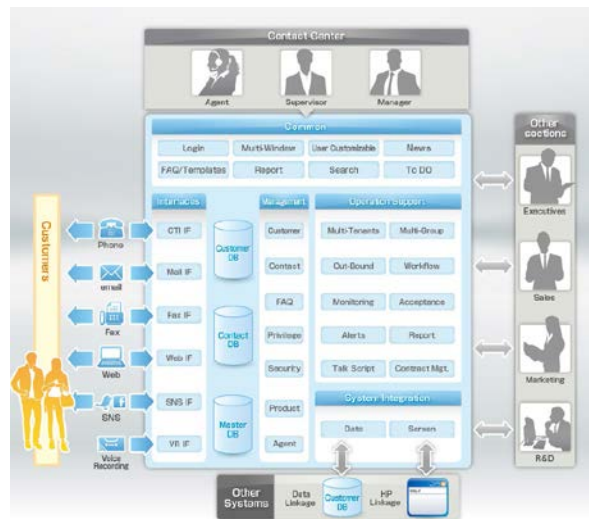 Contact Center
Agent Supervisor Manager
Common
Login Multi-Window User Customizable News
FAQ/Templates Report Search To DO
Interfaces Management Operation Support
Customers
Phone
email
Fax
Web
SNS
Voice
Recording
CTI IF
Mail IF
Fax IF
Web IF
SNS IF
VR IF
Customer
DB
Contact
DB
Master
DB
Customer
Contact
FAQ
Privilege
Security
Product
Agent
Multi-Tenants Multi-Group
Out-Bound Workflow
Monitoring Acceptance
Alerts Report
Talk Script Contract Mgt.
System Integration
Data Screen
Other
Systems
Data
Linkage
Customer
DB
HP
Linkage
Other
sections
Executives
Sales
Marketing
R&D